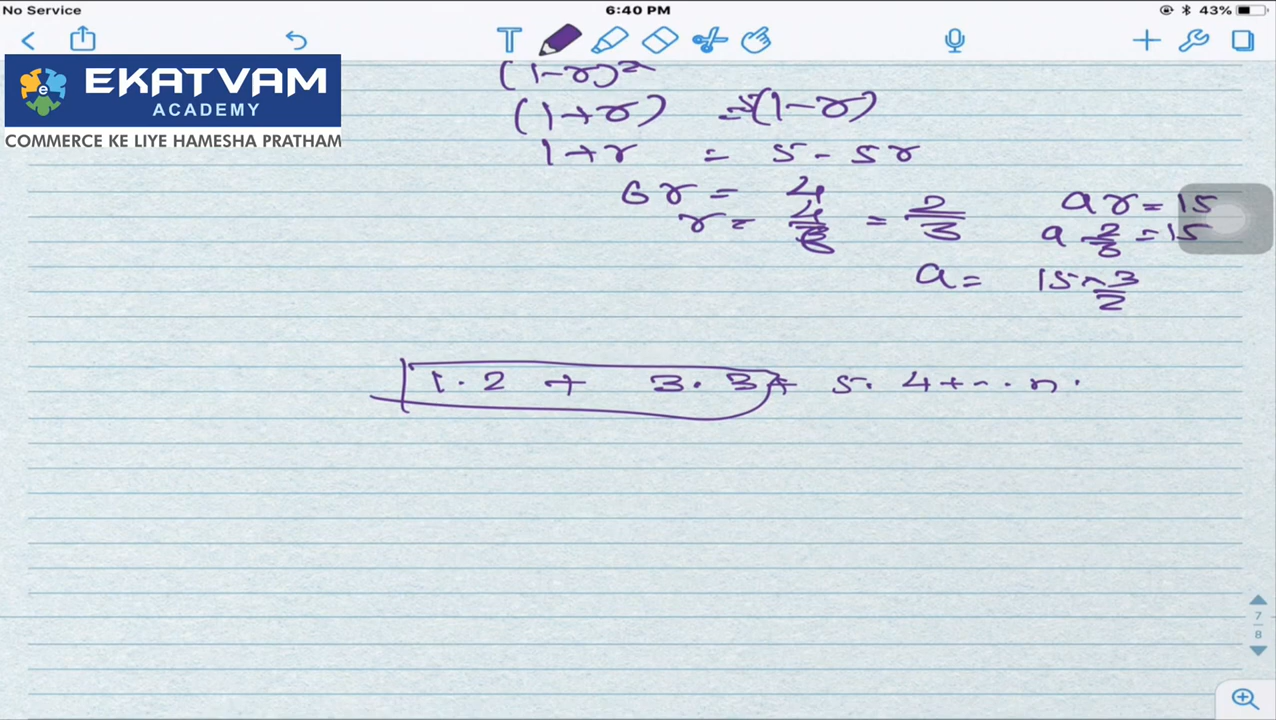 No Service 6:40 PM 43%
EKATVAM
ACADEMY
COMMERCE KE LIYE HAMESHA PRATHAM
(1-r)²
(1+r) = 5(1-r)
1+r = 5 - 5r
6r = 4
r = 4/6 = 2/3
ar = 15
a 2/3 = 15
a = 15 × 3/2
1.2 + 3.3 + 5.4 + ... n.
7
8